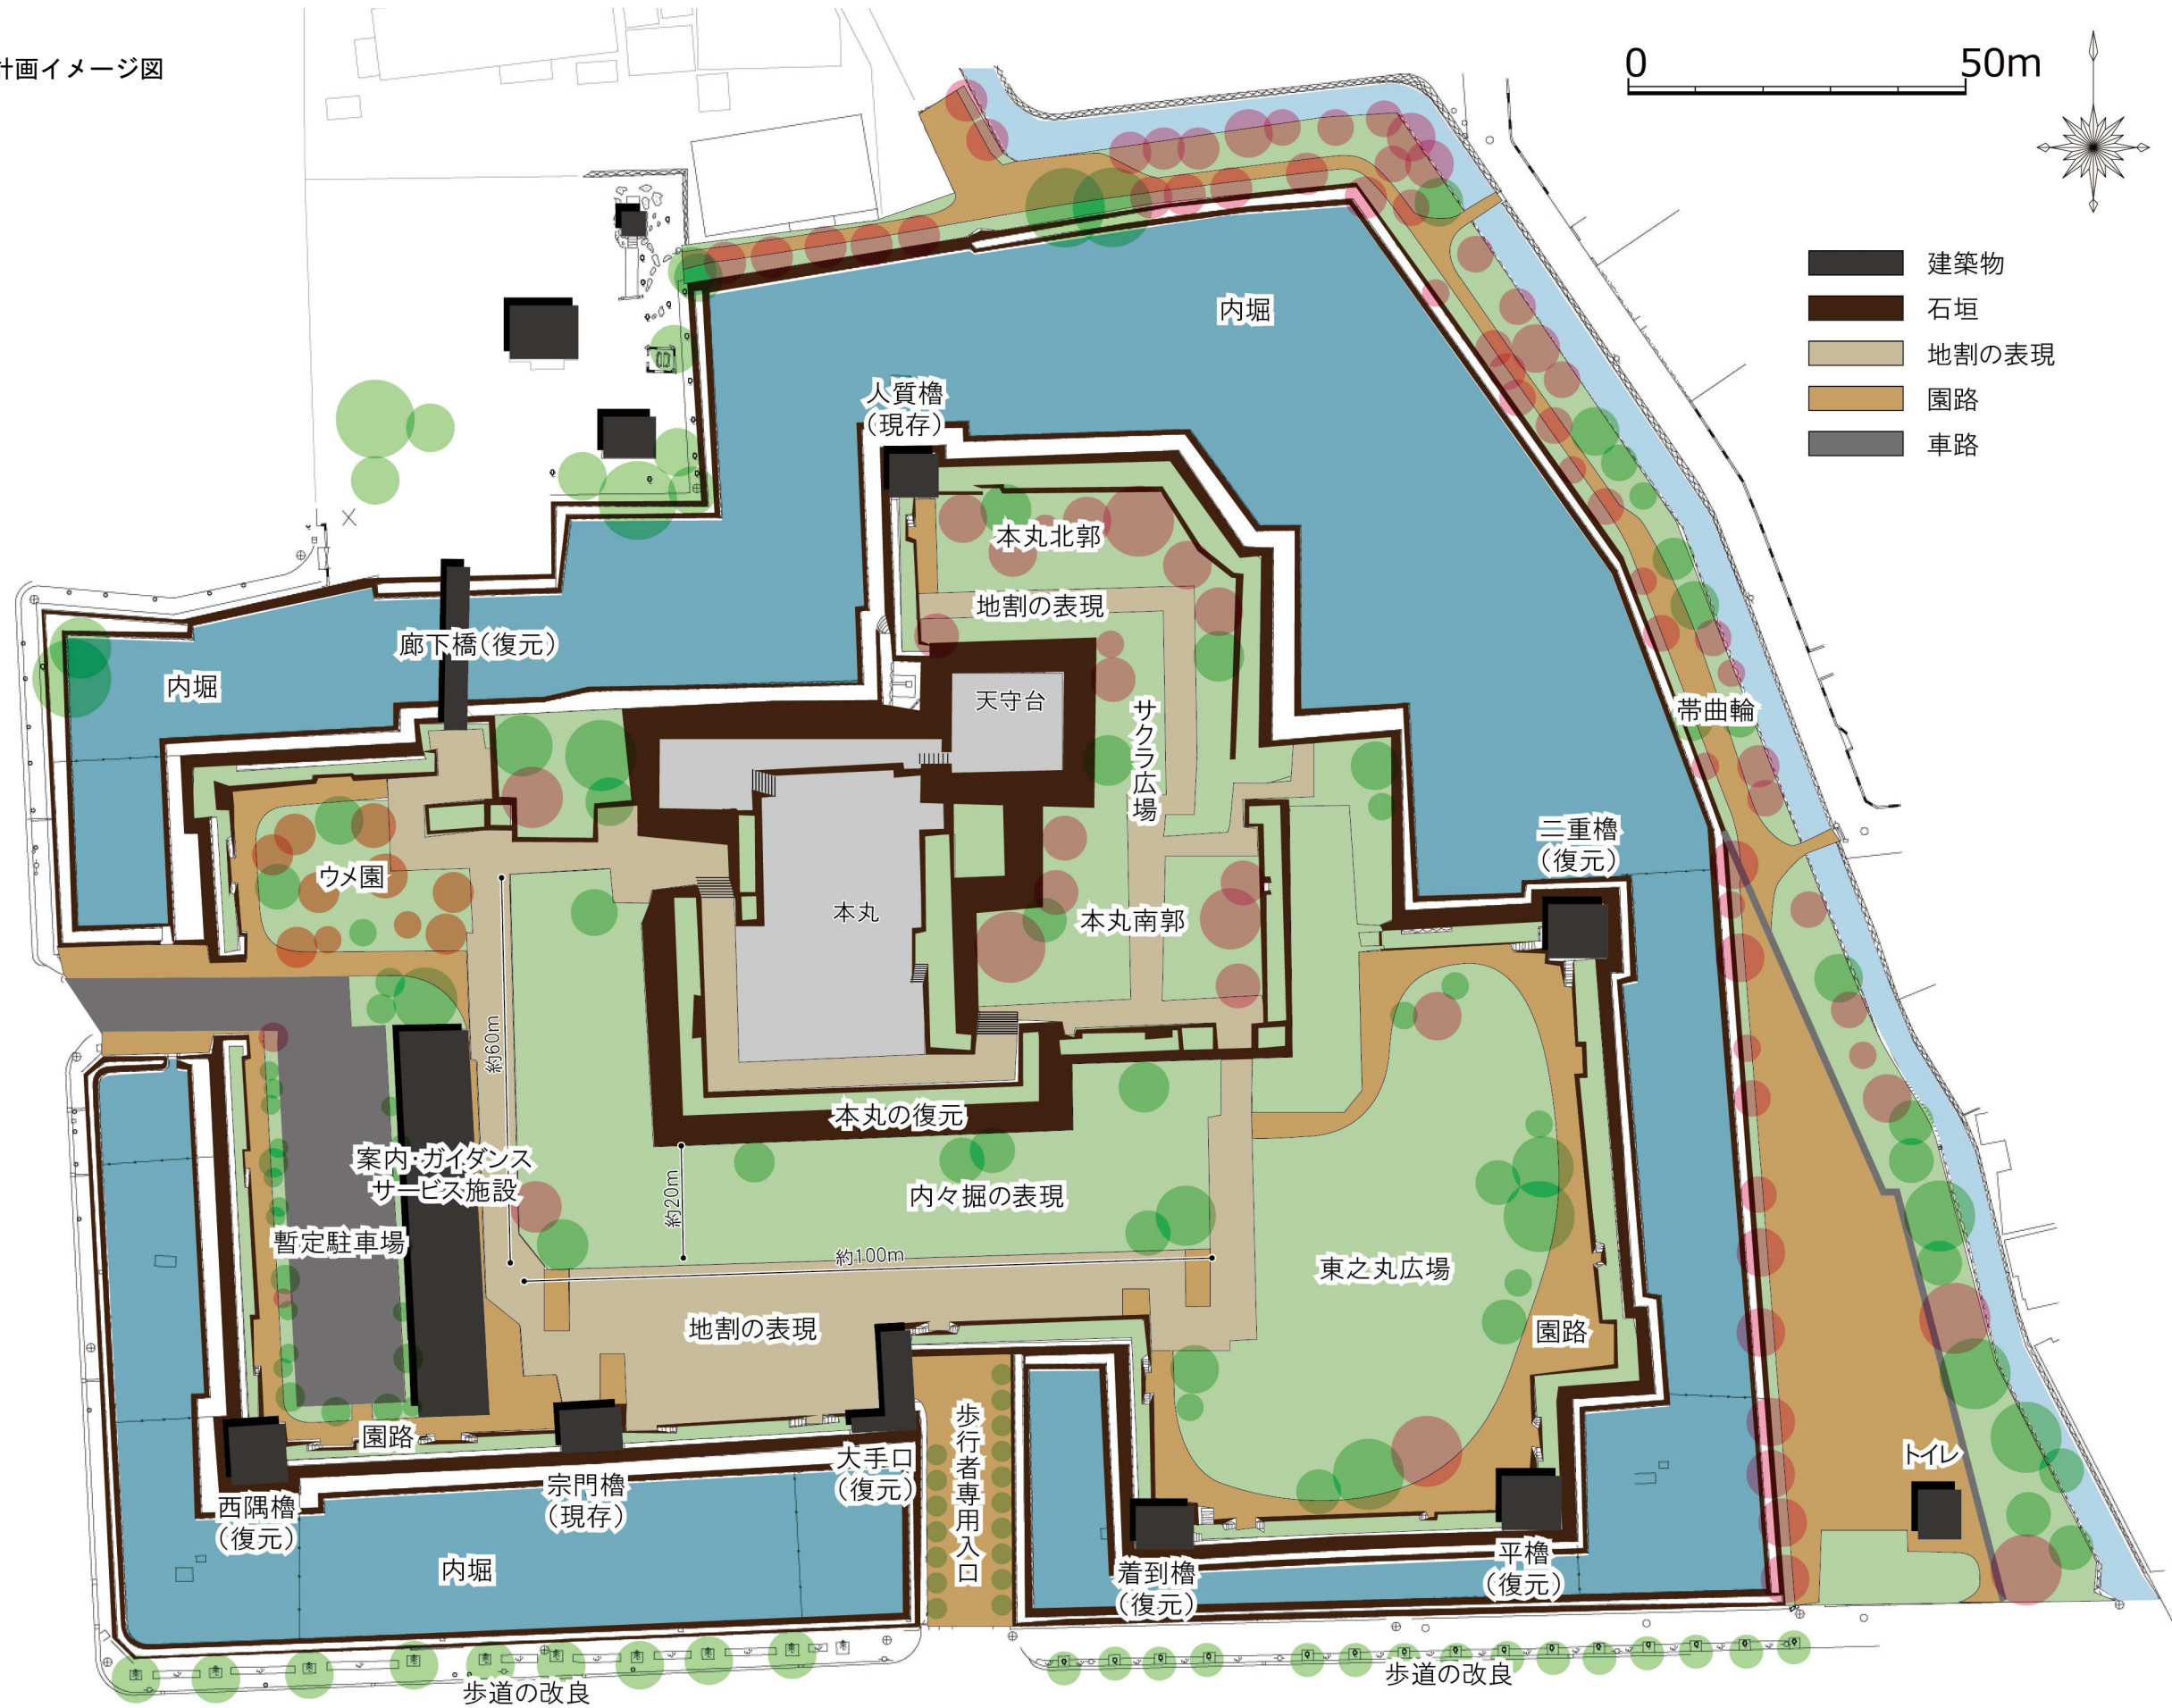 計画イメージ図
0 50m
建築物
石垣
地割の表現
園路
車路
内堀
人質櫓
（現存）
本丸北郭
地割の表現
廊下橋（復元）
内堀
天守台
サクラ広場
帯曲輪
二重櫓
（復元）
ウメ園
本丸
本丸南郭
約60m
本丸の復元
案内・ガイダンス
サービス施設
約20m
内々掘の表現
暫定駐車場
約100m
東之丸広場
地割の表現
園路
園路
歩行者専用入口
大手口
（復元）
トイレ
西隅櫓
（復元）
宗門櫓
（現存）
内堀
着到櫓
（復元）
平櫓
（復元）
歩道の改良
歩道の改良